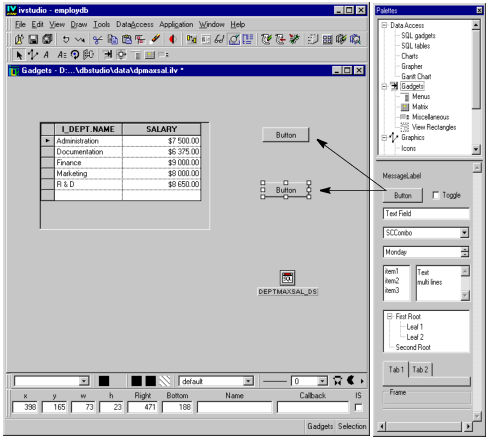 ivstudio - employdb
File Edit View Draw Tools DataAccess Application Window Help
Gadgets - D:...\dbstudio\data\dpmaxsal.ilv *
I_DEPT.NAME SALARY
Administration $7 500.00
Documentation $6 375.00
Finance $9 000.00
Marketing $8 000.00
R & D $8 650.00
Button
Button
SQL
DEPTMAXSAL_DS
default
0
x y w h Right Bottom Name Callback IS
398 165 73 23 471 188
Gadgets Selection
Palettes
Data Access
SQL gadgets
SQL tables
Charts
Grapher
Gantt Chart
Gadgets
Menus
Matrix
Miscellaneous
View Rectangles
Graphics
Icons
MessageLabel
Button Toggle
Text Field
SCCombo
Monday
item1
item2
item3
Text
multi lines
First Root
Leaf 1
Leaf 2
Second Root
Tab 1 Tab 2
Frame